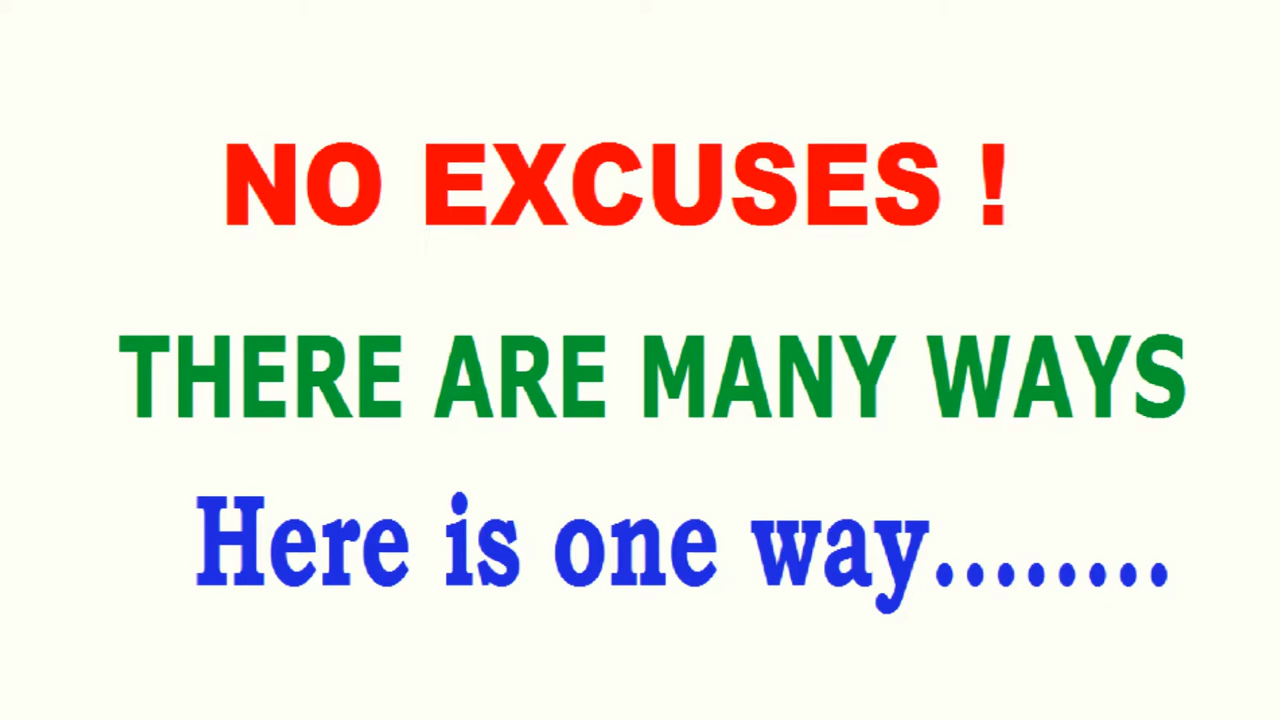 NO EXCUSES !
THERE ARE MANY WAYS
Here is one way........